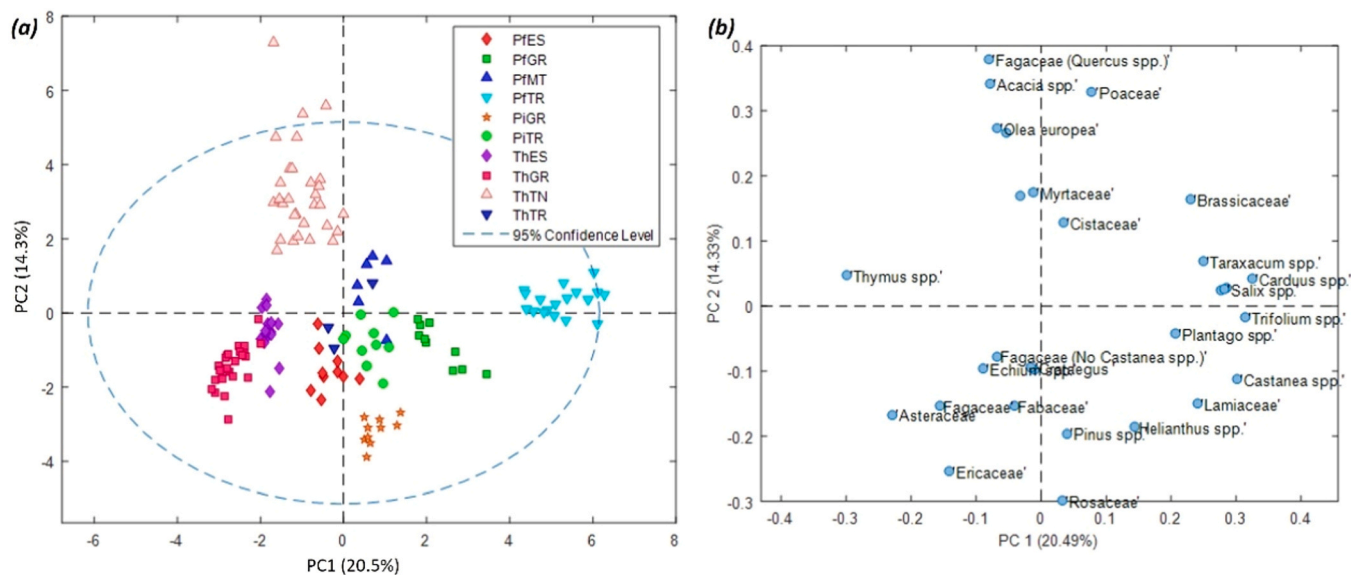 (a)
8
6
4
2
0
-2
-4
PC2 (14.3%)
-6
-4
-2
0
2
4
6
8
PC1 (20.5%)
PfES
PfGR
PfMT
PfTR
PiGR
PiTR
ThES
ThGR
ThTN
ThTR
95% Confidence Level
(b)
0.4
0.3
0.2
0.1
0
-0.1
-0.2
-0.3
PC 2 (14.33%)
-0.4
-0.3
-0.2
-0.1
0
0.1
0.2
0.3
0.4
PC 1 (20.49%)
'Fagaceae (Quercus spp.)'
'Acacia spp.'
'Poaceae'
'Olea europea'
'Myrtaceae'
'Brassicaceae'
'Cistaceae'
'Taraxacum spp.'
'Thymus spp.'
'Carduus spp.'
'Salix spp.
'Trifolium spp.'
'Plantago spp.'
'Fagaceae (No Castanea spp.)'
'Echium spp.'
'Castanea spp.'
'Lamiaceae'
'Asteraceae'
'Fagaceae
'Fabaceae'
'Helianthus spp.'
'Pinus spp.'
'Ericaceae'
'Rosaceae'